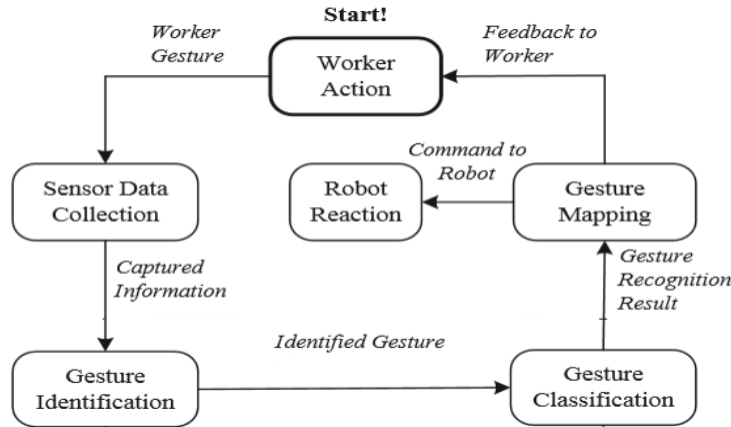 Start!
Worker
Gesture
Worker
Action
Feedback to
Worker
Sensor Data
Collection
Robot
Reaction
Command to
Robot
Gesture
Mapping
Captured
Information
Gesture
Recognition
Result
Gesture
Identification
Identified Gesture
Gesture
Classification